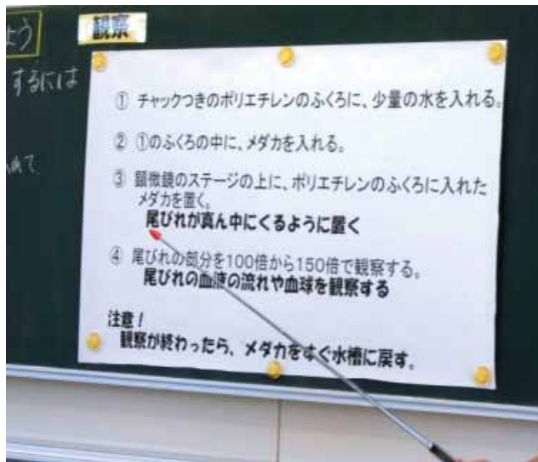 よう
観察
するには
① チャックつきのポリエチレンのふくろに、少量の水を入れる。
② ①のふくろの中に、メダカを入れる。
③ 顕微鏡のステージの上に、ポリエチレンのふくろに入れた
メダカを置く。
尾びれが真ん中にくるように置く
④ 尾びれの部分を100倍から150倍で観察する。
尾びれの血液の流れや血球を観察する
注意！
観察が終わったら、メダカをすぐ水槽に戻す。